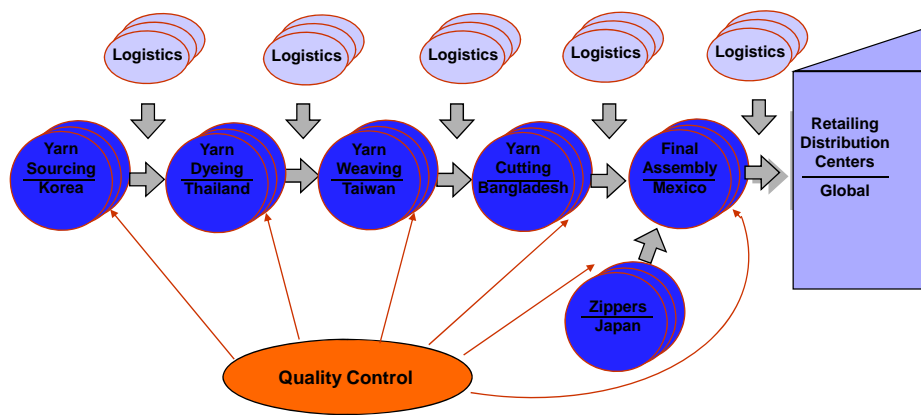 Logistics
Logistics
Logistics
Logistics
Logistics
Yarn
Sourcing
Korea
Yarn
Dyeing
Thailand
Yarn
Weaving
Taiwan
Yarn
Cutting
Bangladesh
Final
Assembly
Mexico
Retailing
Distribution
Centers
Global
Zippers
Japan
Quality Control